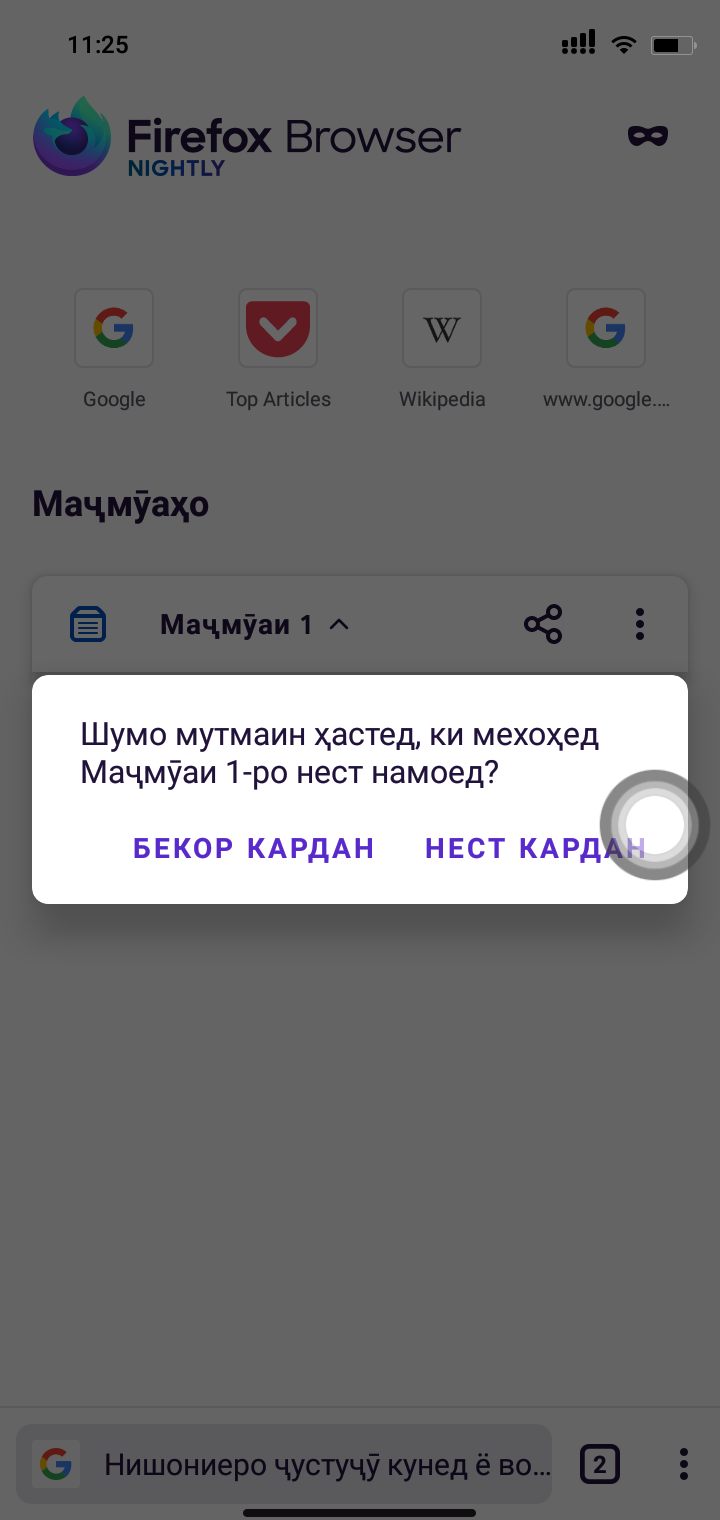 11:25
Firefox Browser
NIGHTLY
Google
Top Articles
Wikipedia
www.google....
Маҷмӯаҳо
Маҷмӯаи 1
Шумо мутмаин ҳастед, ки мехоҳед
Маҷмӯаи 1-ро нест намоед?
БЕКОР КАРДАН
НЕСТ КАРДАН
Нишониеро ҷустуҷӯ кунед ё во...
2